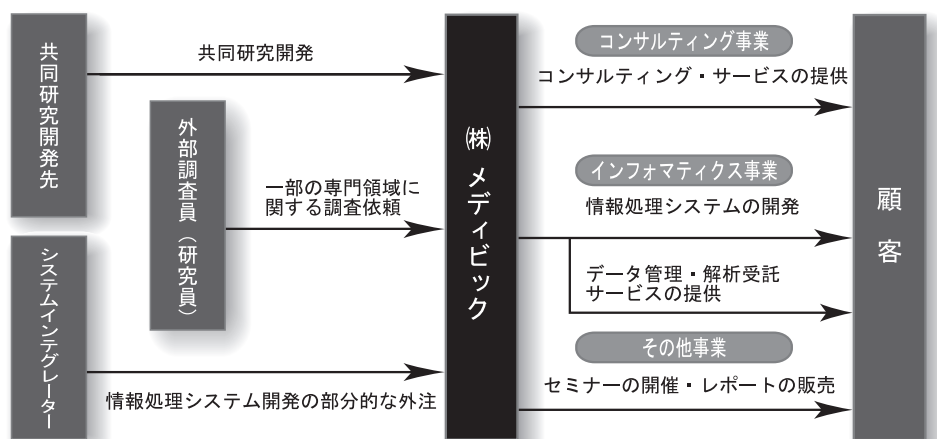 共同研究開発先
共同研究開発
外部調査員（研究員）
一部の専門領域に
関する調査依頼
システムインテグレーター
情報処理システム開発の部分的な外注
㈱メディビック
コンサルティング事業
コンサルティング・サービスの提供
インフォマティクス事業
情報処理システムの開発
データ管理・解析受託
サービスの提供
その他事業
セミナーの開催・レポートの販売
顧客